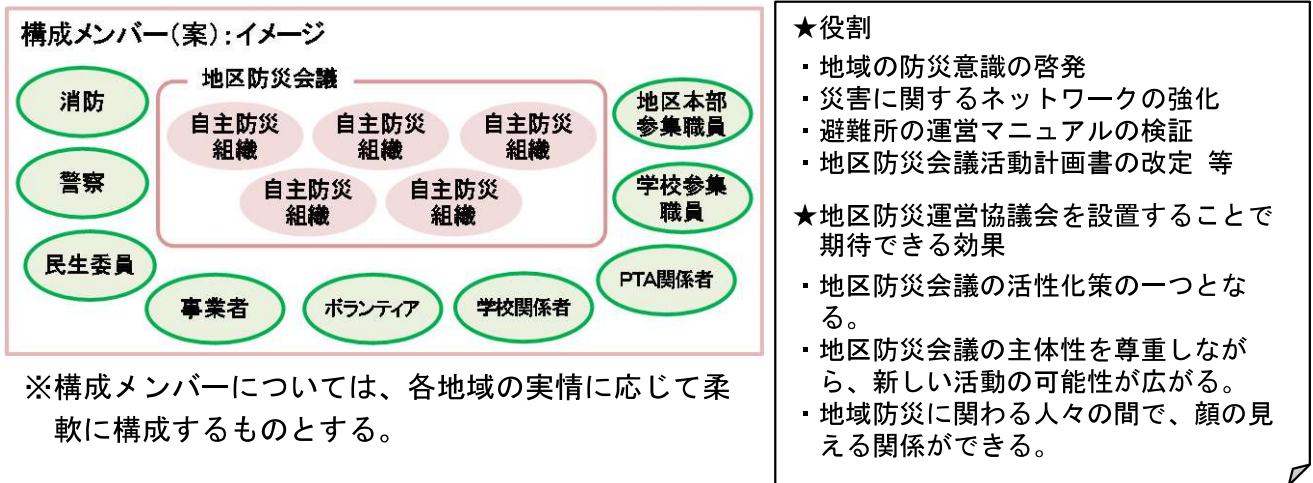 構成メンバー（案）：イメージ
地区防災会議
消防
警察
民生委員
自主防災
組織
自主防災
組織
自主防災
組織
自主防災
組織
自主防災
組織
地区本部
参集職員
学校参集
職員
PTA関係者
事業者
ボランティア
学校関係者
※構成メンバーについては、各地域の実情に応じて柔
軟に構成するものとする。
★役割
・地域の防災意識の啓発
・災害に関するネットワークの強化
・避難所の運営マニュアルの検証
・地区防災会議活動計画書の改定 等
★地区防災運営協議会を設置することで
期待できる効果
・地区防災会議の活性化策の一つとな
る。
・地区防災会議の主体性を尊重しなが
ら、新しい活動の可能性が広がる。
・地域防災に関わる人々の間で、顔の見
える関係ができる。